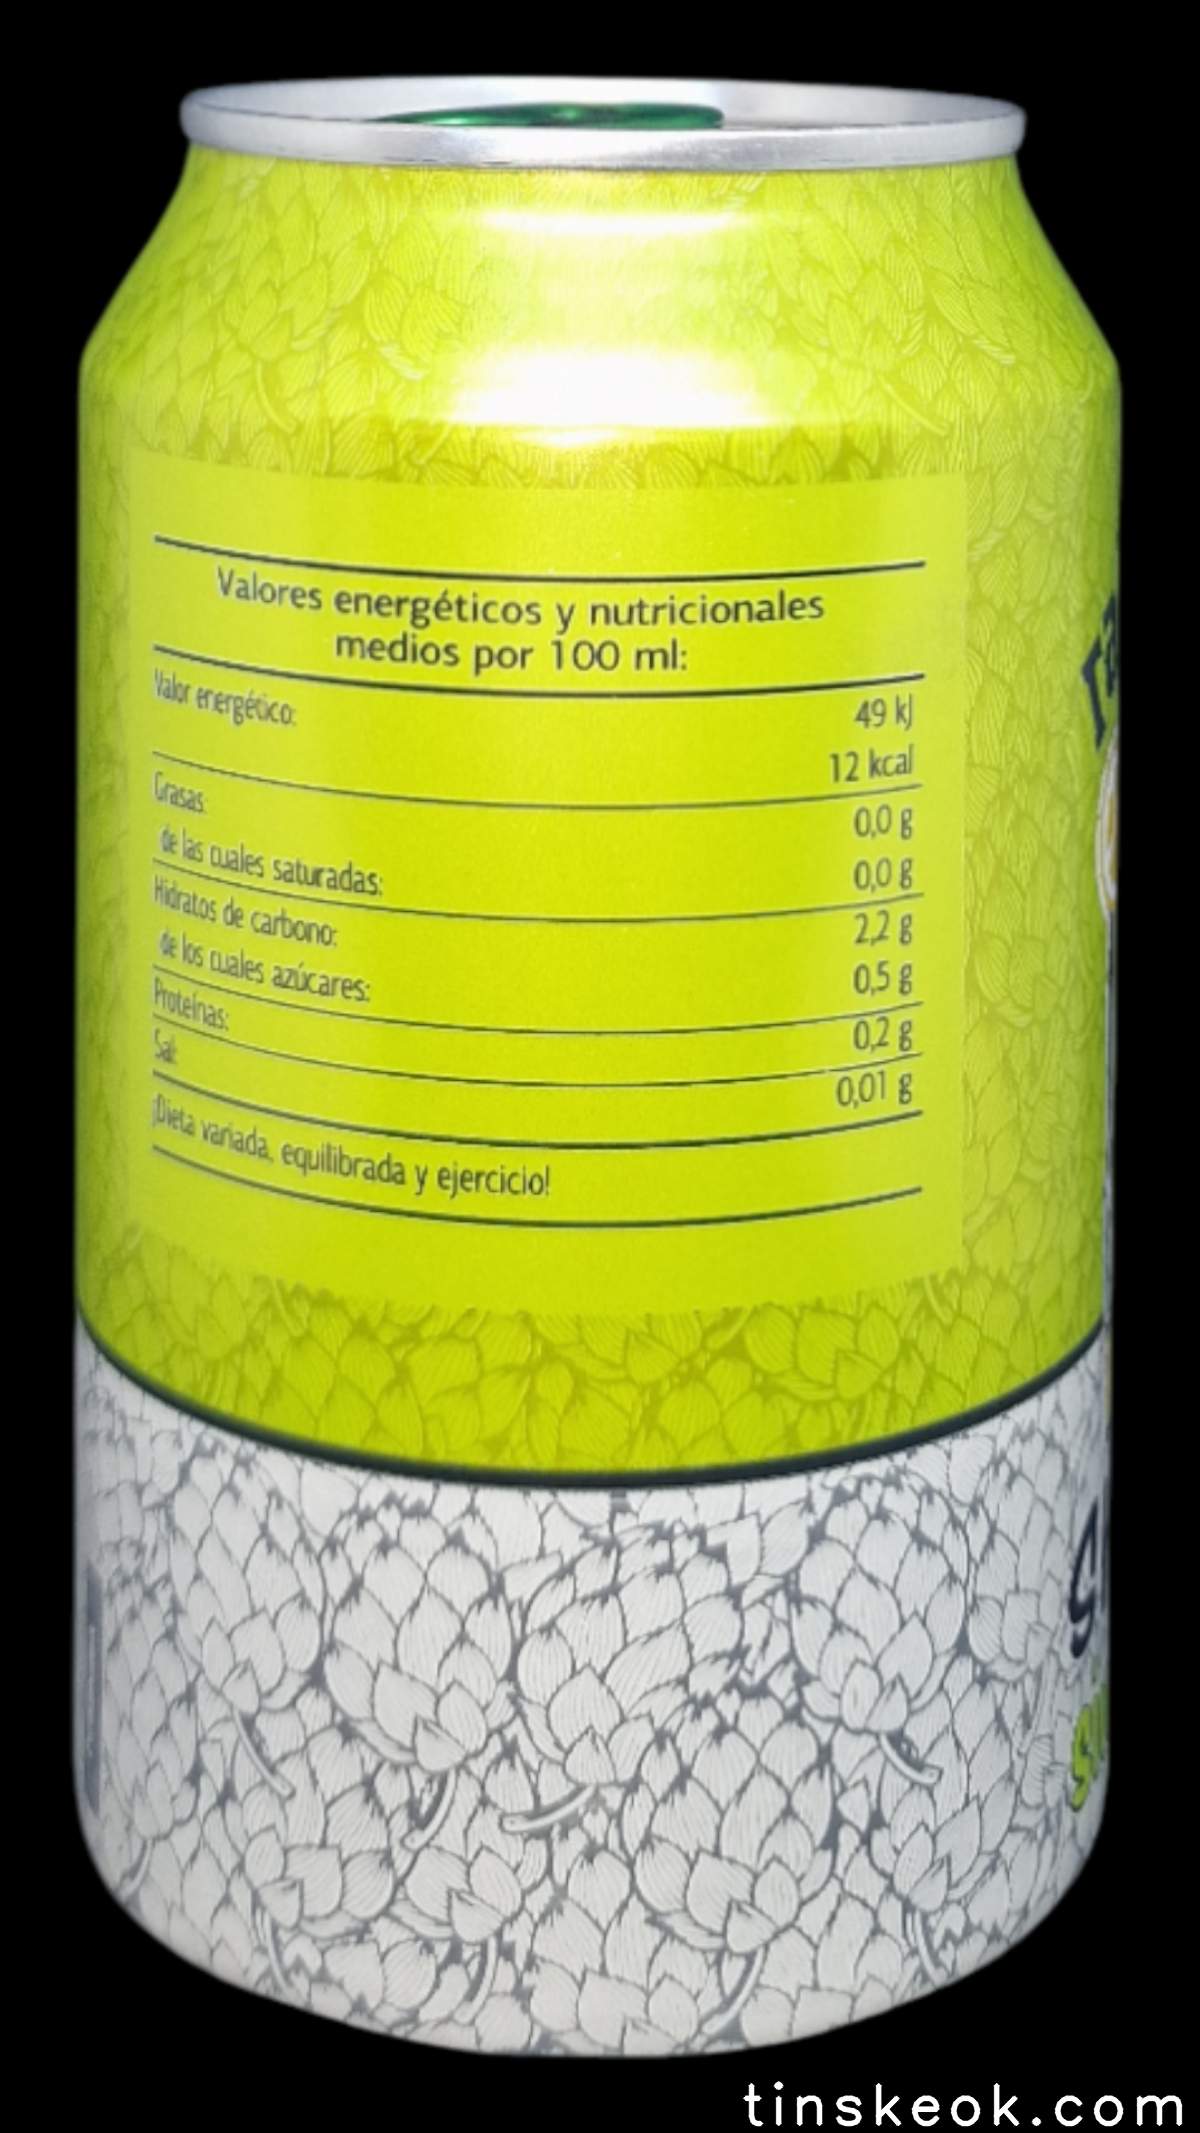 Valores energéticos y nutricionales
medios por 100 ml:
Valor energético: 49 kJ
12 kcal
Grasas: 0,0 g
de las cuales saturadas: 0,0 g
Hidratos de carbono: 2,2 g
de los cuales azúcares: 0,5 g
Proteínas: 0,2 g
Sal: 0,01 g
¡Dieta variada, equilibrada y ejercicio!
tinskeok.com